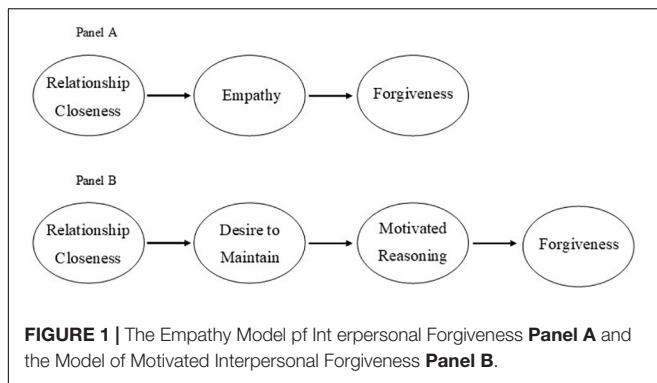 Panel A
Relationship
Closeness
Empathy
Forgiveness
Panel B
Relationship
Closeness
Desire to
Maintain
Motivated
Reasoning
Forgiveness
FIGURE 1 | The Empathy Model pf Int erpersonal Forgiveness Panel A and
the Model of Motivated Interpersonal Forgiveness Panel B.